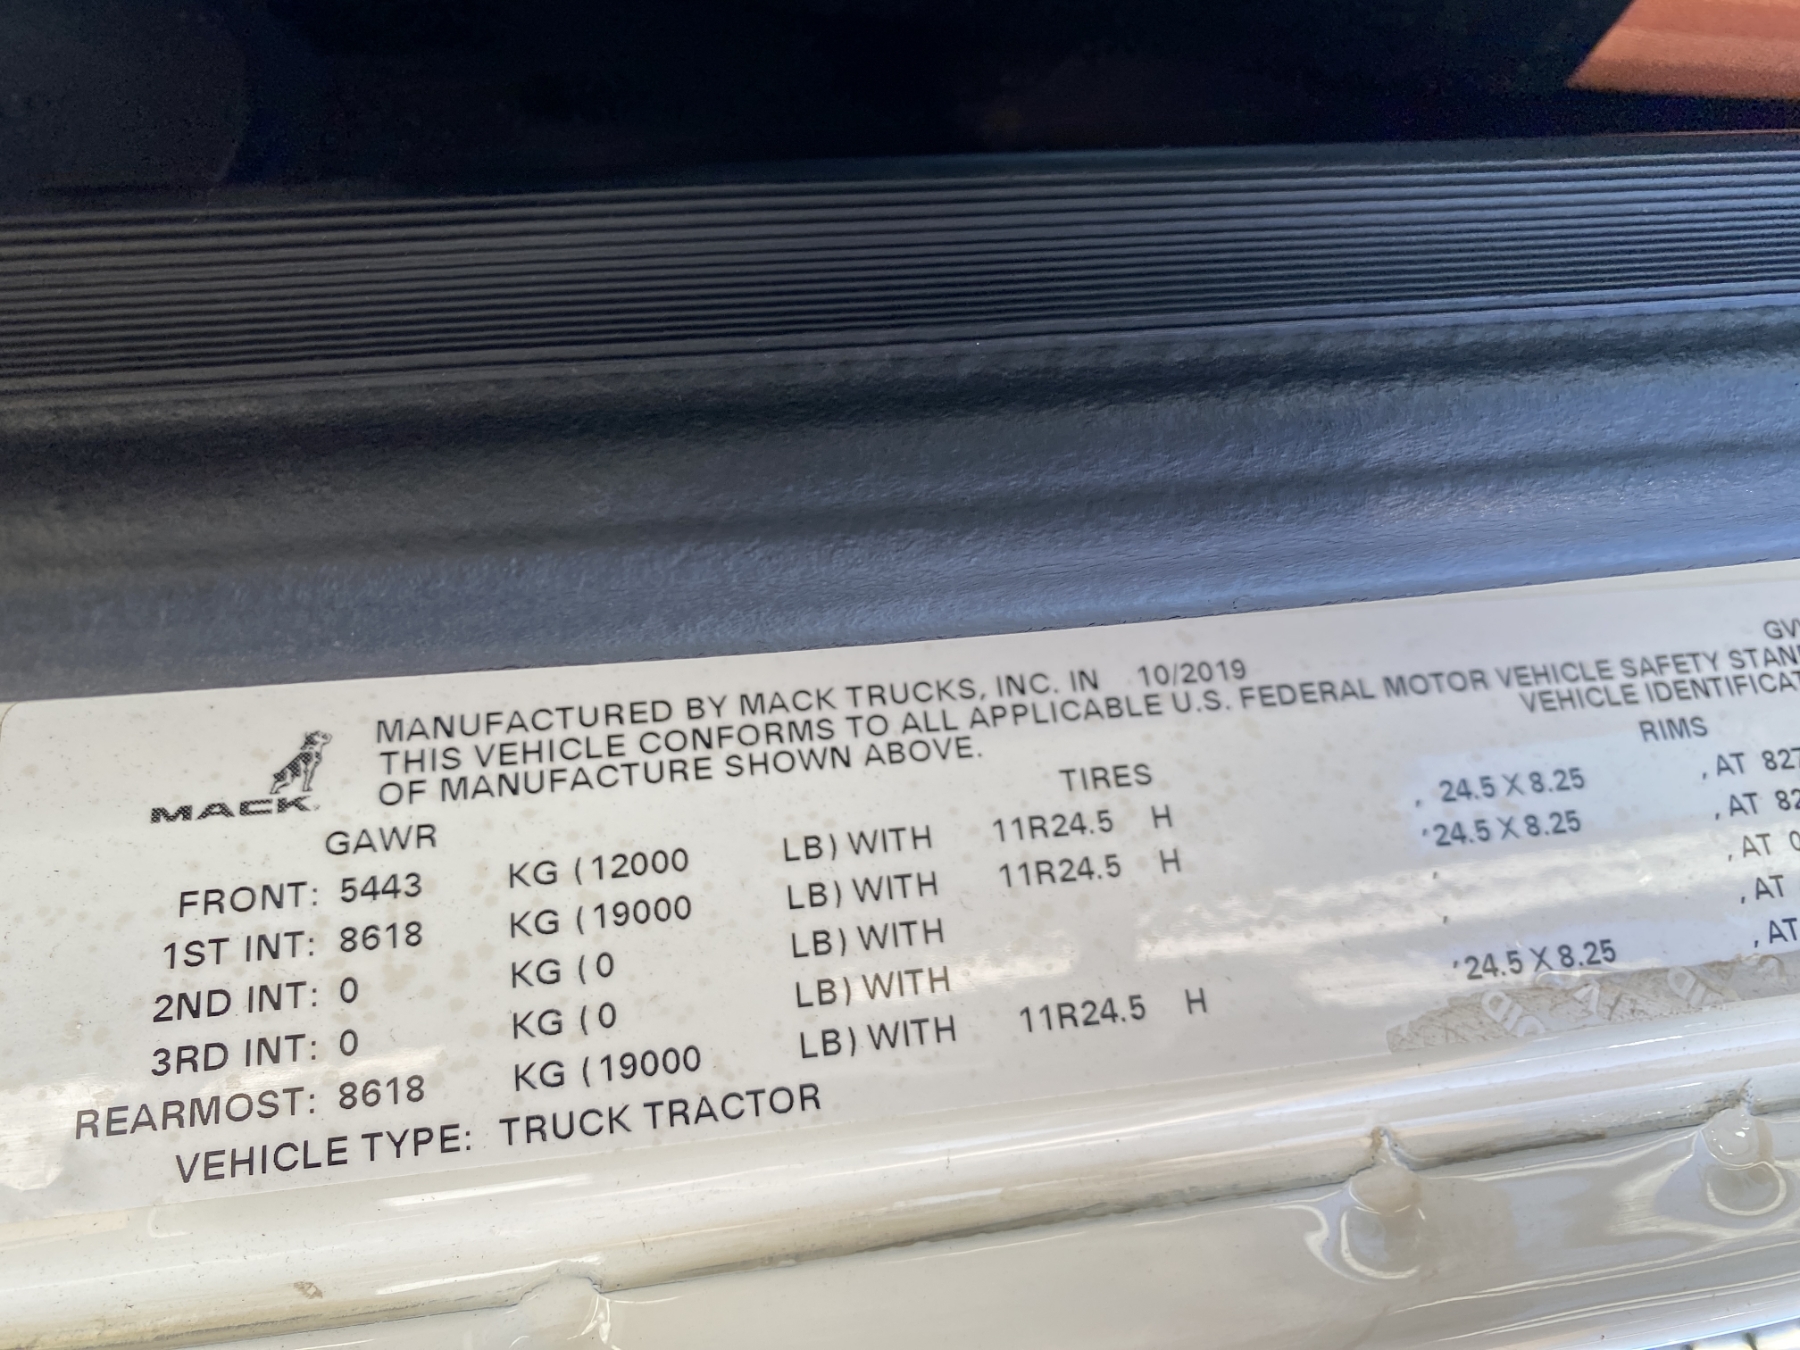 GV
MANUFACTURED BY MACK TRUCKS, INC. IN 10/2019
THIS VEHICLE CONFORMS TO ALL APPLICABLE U.S. FEDERAL MOTOR VEHICLE SAFETY STAN
OF MANUFACTURE SHOWN ABOVE. VEHICLE IDENTIFICAT
MACK
GAWR TIRES RIMS
FRONT: 5443 KG (12000 LB) WITH 11R24.5 H , 24.5 X 8.25 , AT 827
1ST INT: 8618 KG (19000 LB) WITH 11R24.5 H , 24.5 X 8.25 , AT 82
2ND INT: 0 KG (0 LB) WITH , , AT 0
3RD INT: 0 KG (0 LB) WITH , , AT
REARMOST: 8618 KG (19000 LB) WITH 11R24.5 H , 24.5 X 8.25 , AT
VEHICLE TYPE: TRUCK TRACTOR